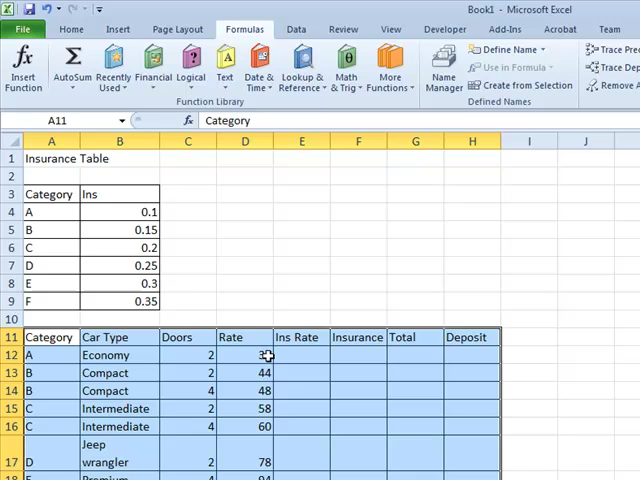 Book1 - Microsoft Excel
File Home Insert Page Layout Formulas Data Review View Developer Add-Ins Acrobat Team
fx Insert Function
Σ AutoSum
Recently Used
Financial
Logical
A Text
Date & Time
Lookup & Reference
θ Math & Trig
More Functions
Function Library
Name Manager
Define Name
Use in Formula
Create from Selection
Defined Names
Trace Prec
Trace Dep
Remove A
A11 fx Category
A B C D E F G H I J
1 Insurance Table
2
3 Category Ins
4 A 0.1
5 B 0.15
6 C 0.2
7 D 0.25
8 E 0.3
9 F 0.35
10
11 Category Car Type Doors Rate Ins Rate Insurance Total Deposit
12 A Economy 2
13 B Compact 2 44
14 B Compact 4 48
15 C Intermediate 2 58
16 C Intermediate 4 60
Jeep
17 D wrangler 2 78